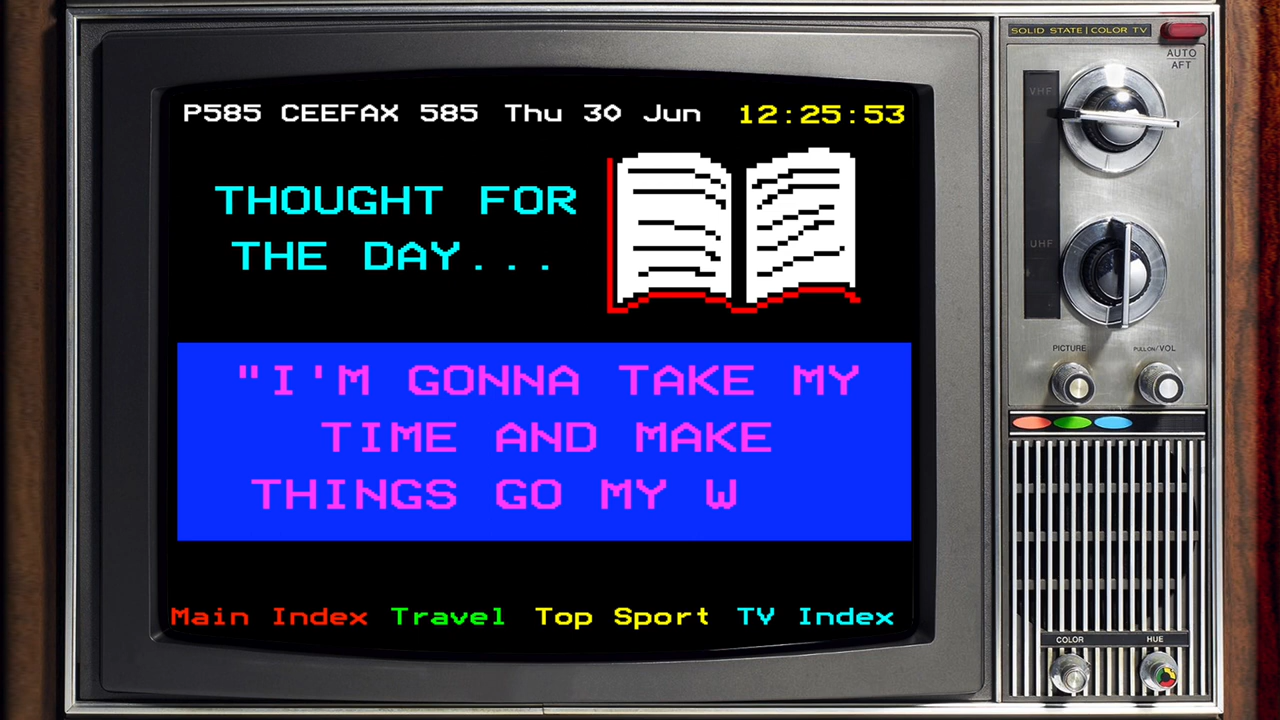 SOLID STATE | COLOR TV
AUTO
AFT
VHF
P585 CEEFAX 585 Thu 30 Jun 12:25:53
THOUGHT FOR
THE DAY...
UHF
"I'M GONNA TAKE MY
TIME AND MAKE
THINGS GO MY W
PICTURE
PULL ON/VOL
Main Index Travel Top Sport TV Index
COLOR
HUE